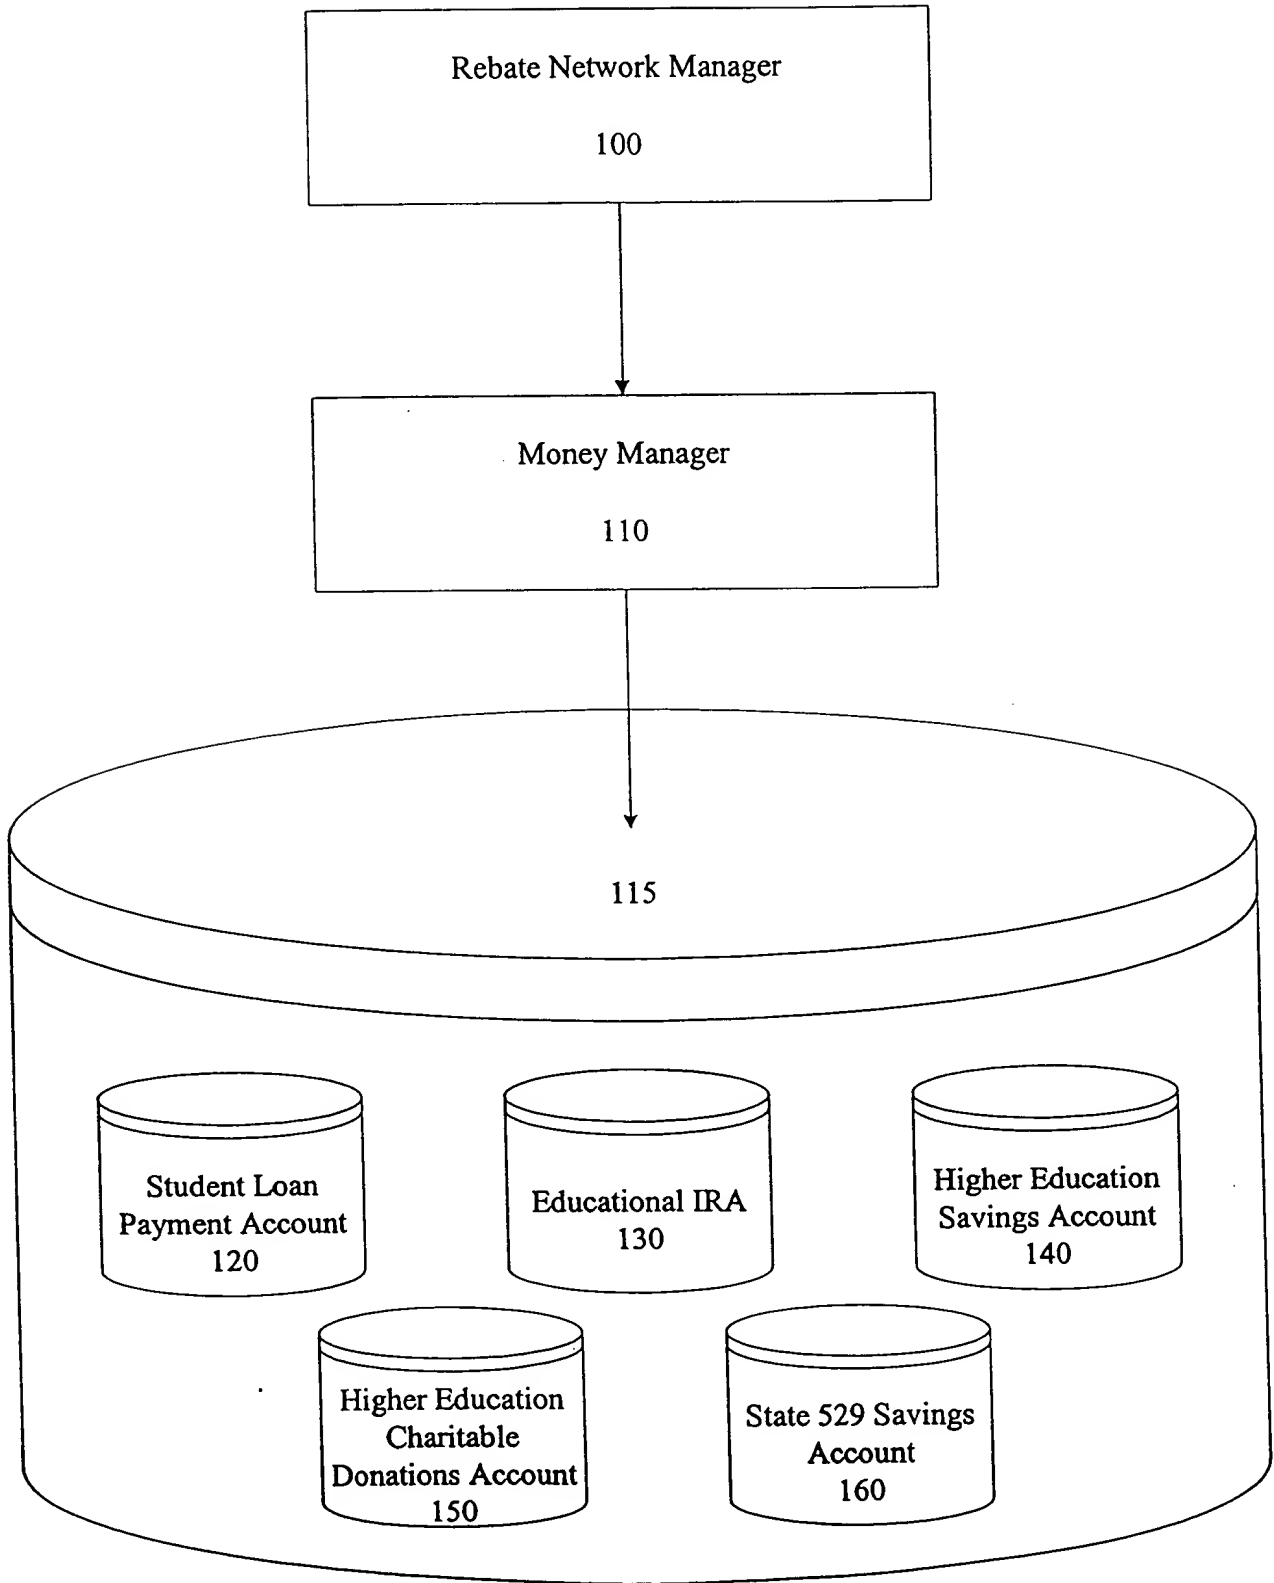 Rebate Network Manager
100
Money Manager
110
115
Student Loan
Payment Account
120
Educational IRA
130
Higher Education
Savings Account
140
Higher Education
Charitable
Donations Account
150
State 529 Savings
Account
160